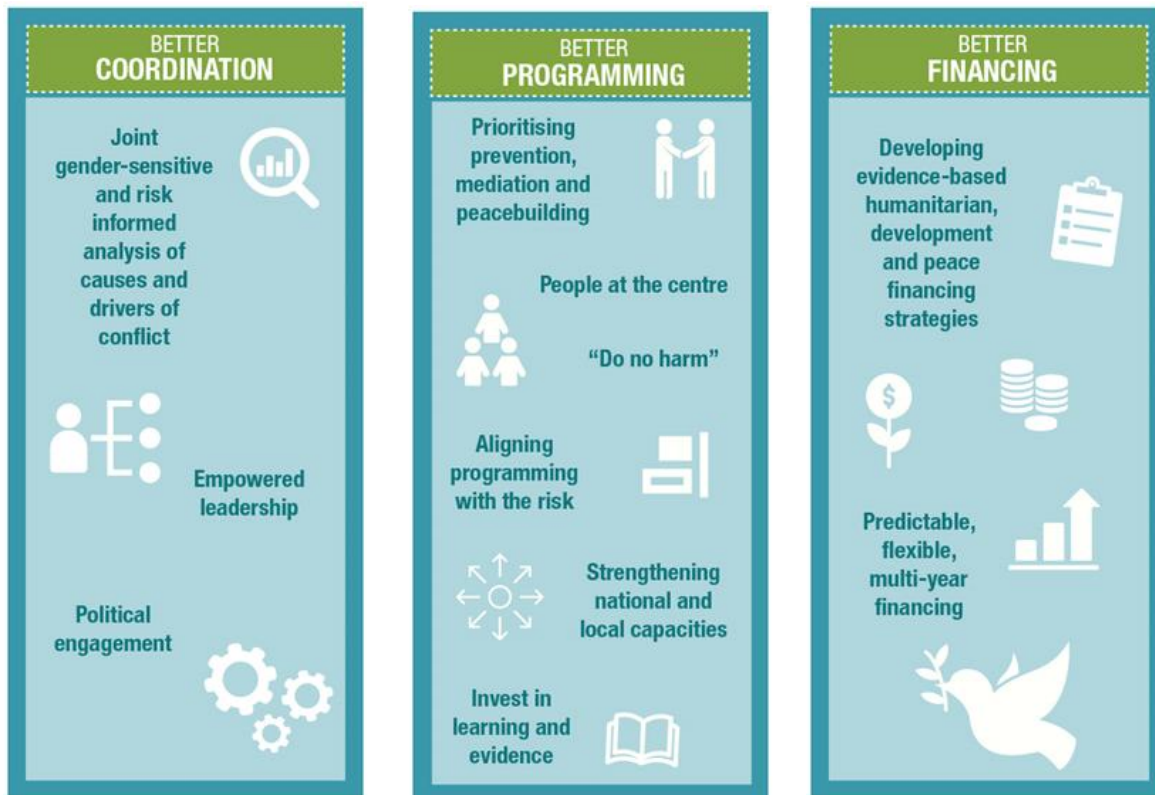 BETTER
COORDINATION
Joint
gender-sensitive
and risk
informed
analysis of
causes and
drivers of
conflict
Empowered
leadership
Political
engagement
BETTER
PROGRAMMING
Prioritising
prevention,
mediation and
peacebuilding
People at the centre
“Do no harm”
Aligning
programming
with the risk
Strengthening
national and
local capacities
Invest in
learning and
evidence
BETTER
FINANCING
Developing
evidence-based
humanitarian,
development
and peace
financing
strategies
$
Predictable,
flexible,
multi-year
financing